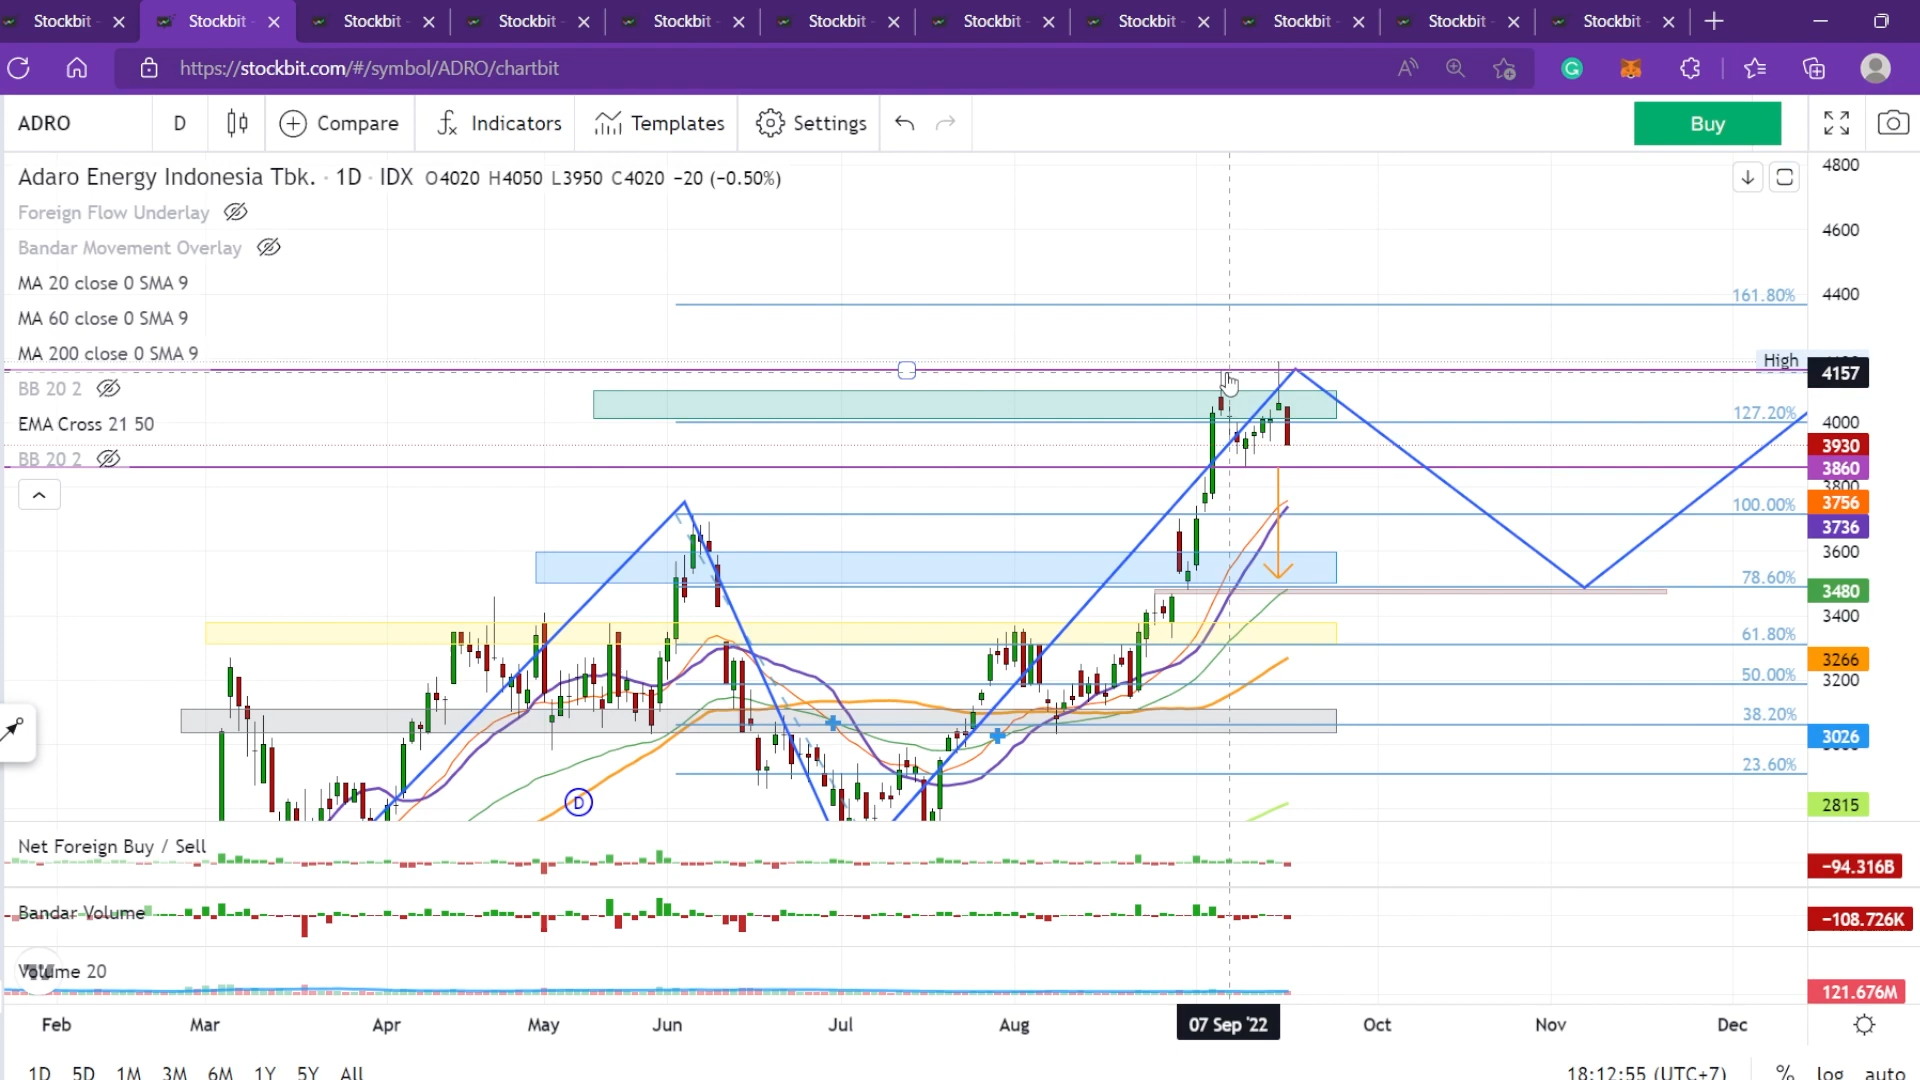 Stockbit Stockbit Stockbit Stockbit Stockbit Stockbit Stockbit Stockbit Stockbit Stockbit Stockbit
https://stockbit.com/#/symbol/ADRO/chartbit
ADRO D Compare Indicators Templates Settings Buy
Adaro Energy Indonesia Tbk. · 1D · IDX O4020 H4050 L3950 C4020 −20 (−0.50%)
Foreign Flow Underlay
Bandar Movement Overlay
MA 20 close 0 SMA 9
MA 60 close 0 SMA 9
MA 200 close 0 SMA 9
BB 20 2
EMA Cross 21 50
BB 20 2
4800
4600
4400
161.80%
High
4157
127.20%
4000
3930
3860
3800
100.00%
3756
3736
3600
78.60%
3480
3400
61.80%
3266
50.00%
3200
38.20%
3026
23.60%
2815
D
Net Foreign Buy / Sell
−94.316B
Bandar Volume
−108.726K
Volume 20
121.676M
Feb Mar Apr May Jun Jul Aug 07 Sep '22 Oct Nov Dec
1D 5D 1M 3M 6M 1Y 5Y All 18:12:55 (UTC+7) % log auto